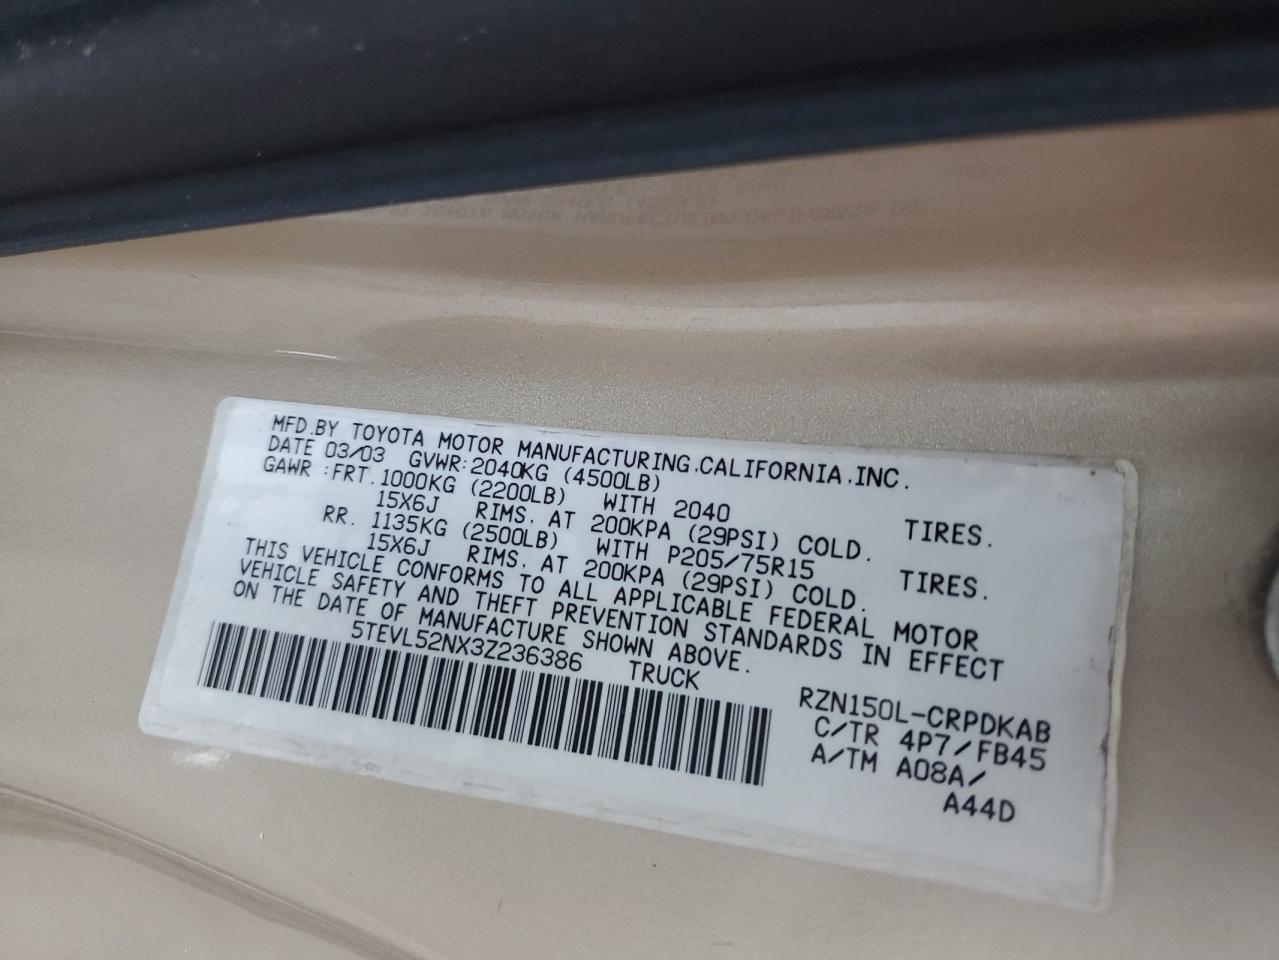 MFD.BY TOYOTA MOTOR MANUFACTURING.CALIFORNIA.INC.
DATE 03/03 GVWR:2040KG (4500LB)
GAWR :FRT.1000KG (2200LB) WITH 2040 TIRES.
15X6J RIMS. AT 200KPA (29PSI) COLD.
RR. 1135KG (2500LB) WITH P205/75R15 TIRES.
15X6J RIMS. AT 200KPA (29PSI) COLD.
THIS VEHICLE CONFORMS TO ALL APPLICABLE FEDERAL MOTOR
VEHICLE SAFETY AND THEFT PREVENTION STANDARDS IN EFFECT
ON THE DATE OF MANUFACTURE SHOWN ABOVE.
5TEVL52NX3Z236386 TRUCK
RZN150L-CRPDKAB
C/TR 4P7/FB45
A/TM A08A/
A44D